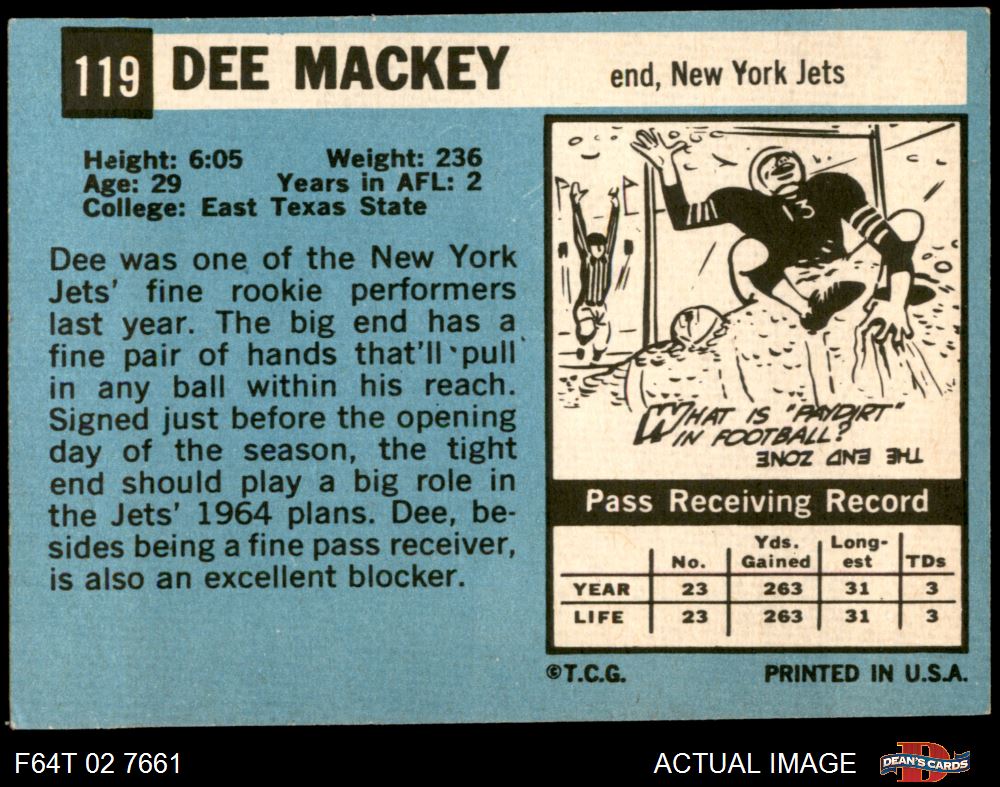 119 DEE MACKEY end, New York Jets
Height: 6:05 Weight: 236
Age: 29 Years in AFL: 2
College: East Texas State
Dee was one of the New York
Jets' fine rookie performers
last year. The big end has a
fine pair of hands that'll pull
in any ball within his reach.
Signed just before the opening
day of the season, the tight
end should play a big role in
the Jets' 1964 plans. Dee, be-
sides being a fine pass receiver,
is also an excellent blocker.
13
WHAT IS "PAYDIRT"
IN FOOTBALL?
THE END ZONE
Pass Receiving Record
No. Yds. Gained Long-est TDs
YEAR 23 263 31 3
LIFE 23 263 31 3
©T.C.G. PRINTED IN U.S.A.
F64T 02 7661 ACTUAL IMAGE D DEAN'S CARDS